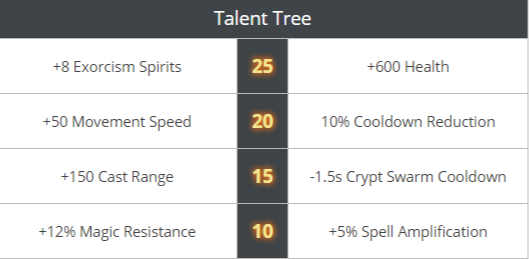 Talent Tree
+8 Exorcism Spirits 25 +600 Health
+50 Movement Speed 20 10% Cooldown Reduction
+150 Cast Range 15 -1.5s Crypt Swarm Cooldown
+12% Magic Resistance 10 +5% Spell Amplification